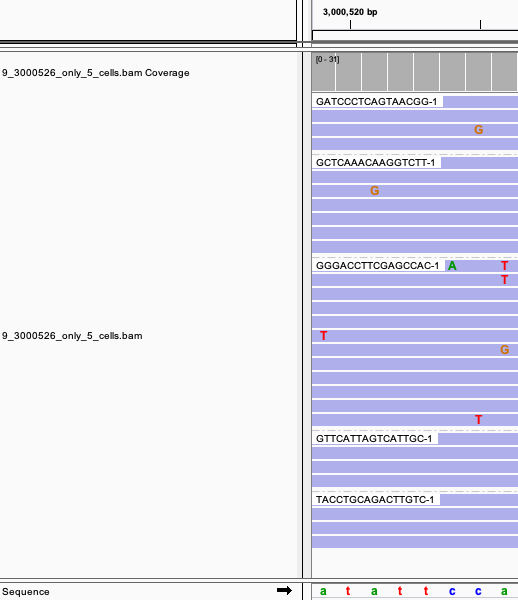 3,000,520 bp
[0 - 31]
9_3000526_only_5_cells.bam Coverage
GATCCCTCAGTAACGG-1
G
GCTCAAACAAGGTCTT-1
G
GGGACCTTCGAGCCAC-1 A T
T
9_3000526_only_5_cells.bam T
G
T
GTTCATTAGTCATTGC-1
TACCTGCAGACTTGTC-1
Sequence a t a t t c c a